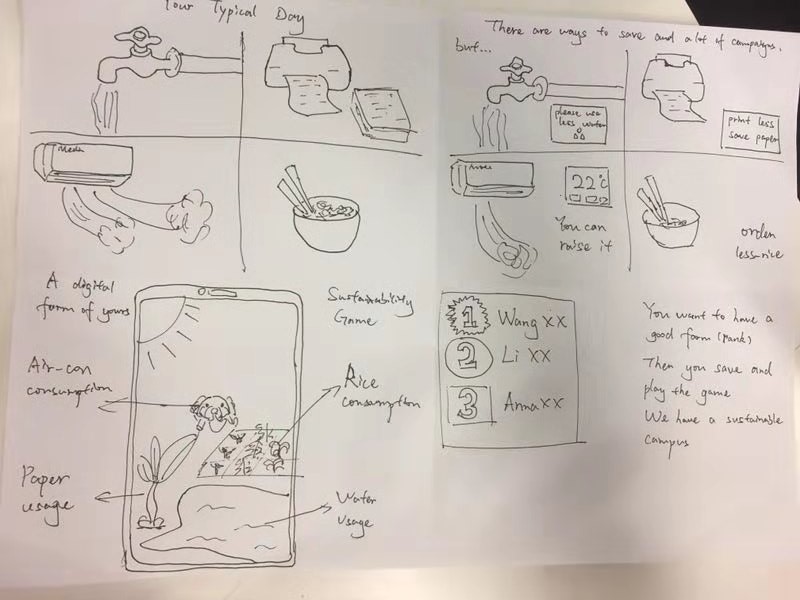 Your Typical Day
Media
There are ways to save and a lot of campaigns,
but...
please use
less water
print less
save paper
22°C
You can
raise it
order
less rice
A digital
form of yours
Sustainability
Game
Air-con
consumption
Rice
consumption
Paper
usage
Water
usage
1 Wang XX
2 Li XX
3 Anna XX
You want to have a
good farm (rank)
Then you save and
play the game
We have a sustainable
campus